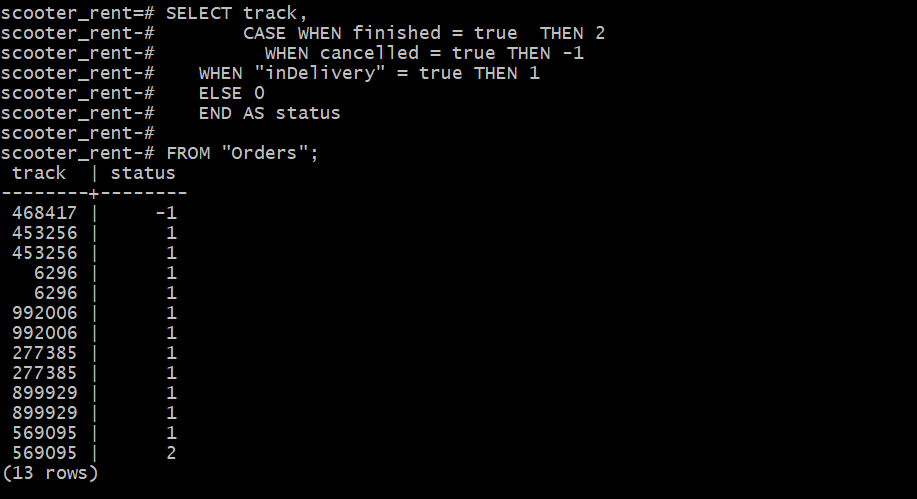 scooter_rent=# SELECT track,
scooter_rent-#        CASE WHEN finished = true  THEN 2
scooter_rent-#          WHEN cancelled = true THEN -1
scooter_rent-#    WHEN "inDelivery" = true THEN 1
scooter_rent-#    ELSE 0
scooter_rent-#    END AS status
scooter_rent-#
scooter_rent-# FROM "Orders";
 track  | status
--------+--------
 468417 |     -1
 453256 |      1
 453256 |      1
   6296 |      1
   6296 |      1
 992006 |      1
 992006 |      1
 277385 |      1
 277385 |      1
 899929 |      1
 899929 |      1
 569095 |      1
 569095 |      2
(13 rows)